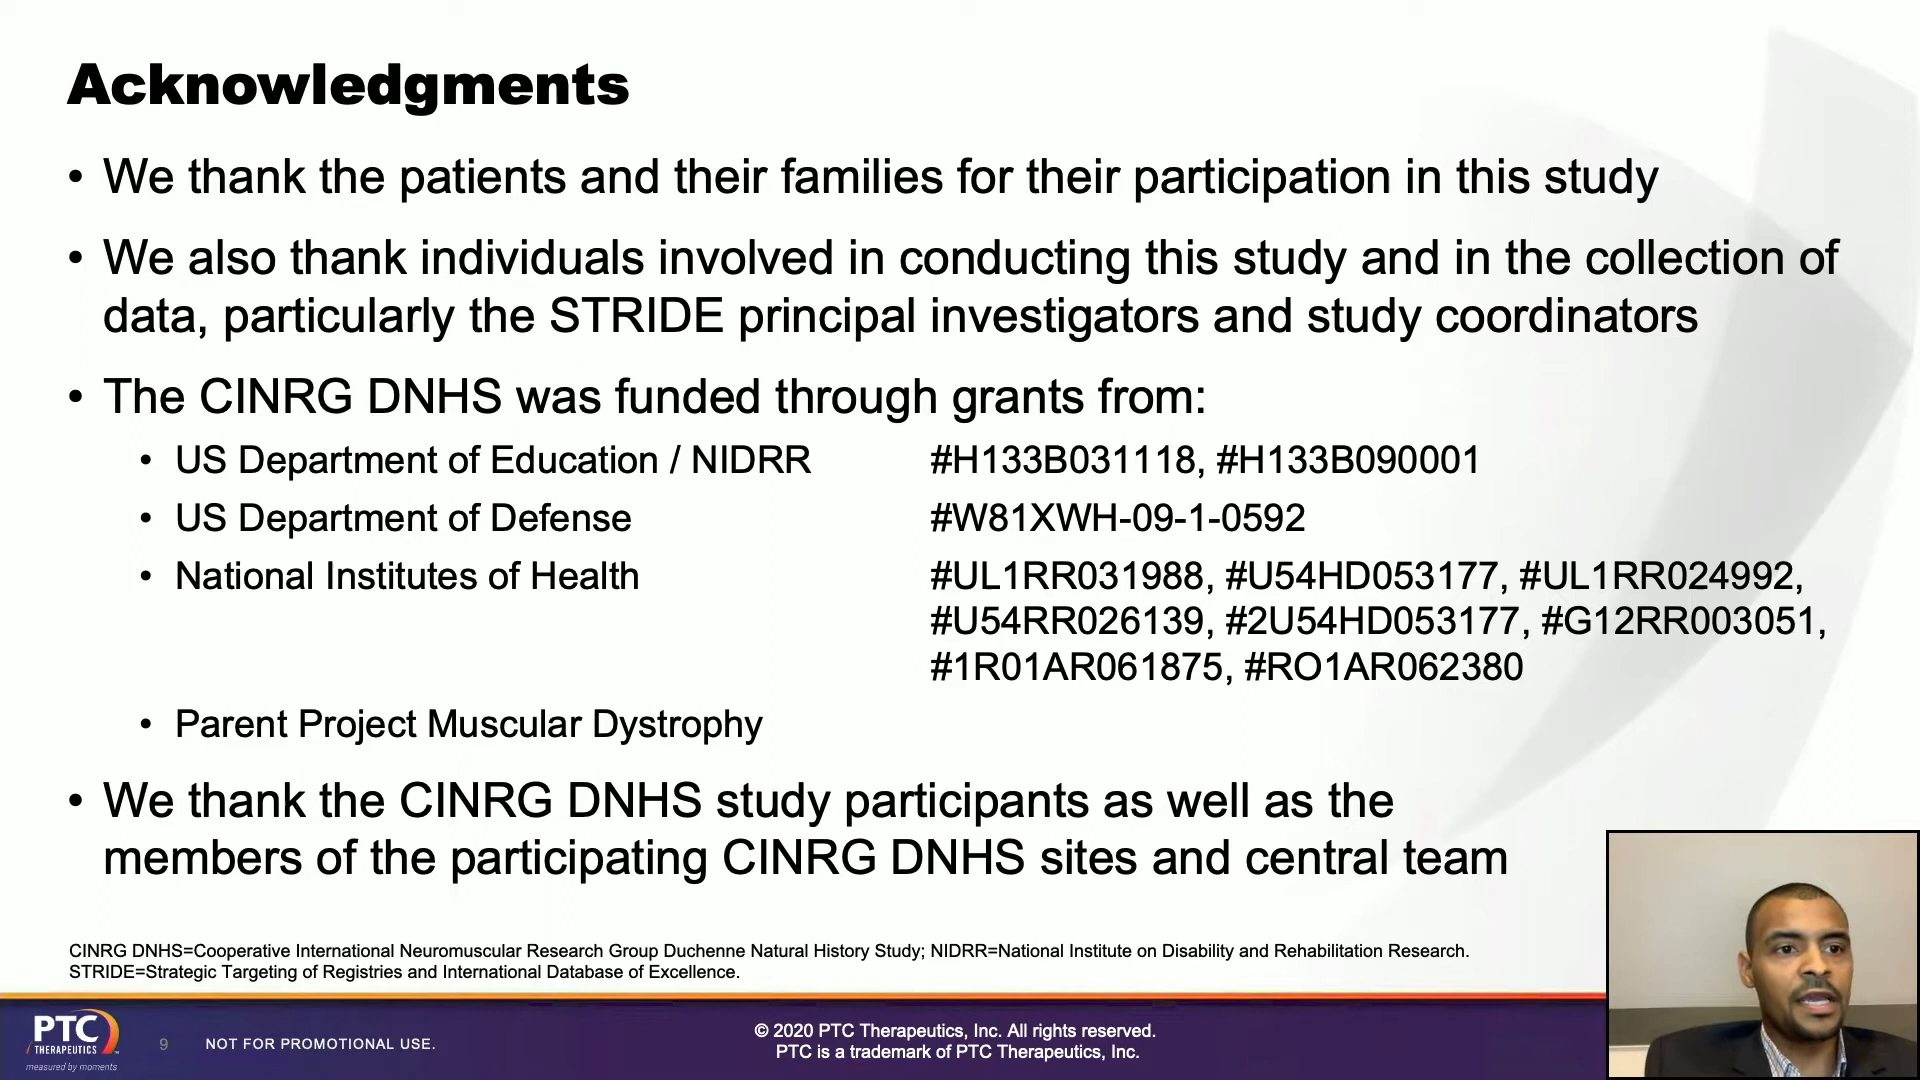 Acknowledgments
• We thank the patients and their families for their participation in this study
• We also thank individuals involved in conducting this study and in the collection of
data, particularly the STRIDE principal investigators and study coordinators
• The CINRG DNHS was funded through grants from:
• US Department of Education / NIDRR #H133B031118, #H133B090001
• US Department of Defense #W81XWH-09-1-0592
• National Institutes of Health #UL1RR031988, #U54HD053177, #UL1RR024992,
#U54RR026139, #2U54HD053177, #G12RR003051,
#1R01AR061875, #RO1AR062380
• Parent Project Muscular Dystrophy
• We thank the CINRG DNHS study participants as well as the
members of the participating CINRG DNHS sites and central team
CINRG DNHS=Cooperative International Neuromuscular Research Group Duchenne Natural History Study; NIDRR=National Institute on Disability and Rehabilitation Research.
STRIDE=Strategic Targeting of Registries and International Database of Excellence.
PTC
THERAPEUTICS
measured by moments
9 NOT FOR PROMOTIONAL USE.
© 2020 PTC Therapeutics, Inc. All rights reserved.
PTC is a trademark of PTC Therapeutics, Inc.